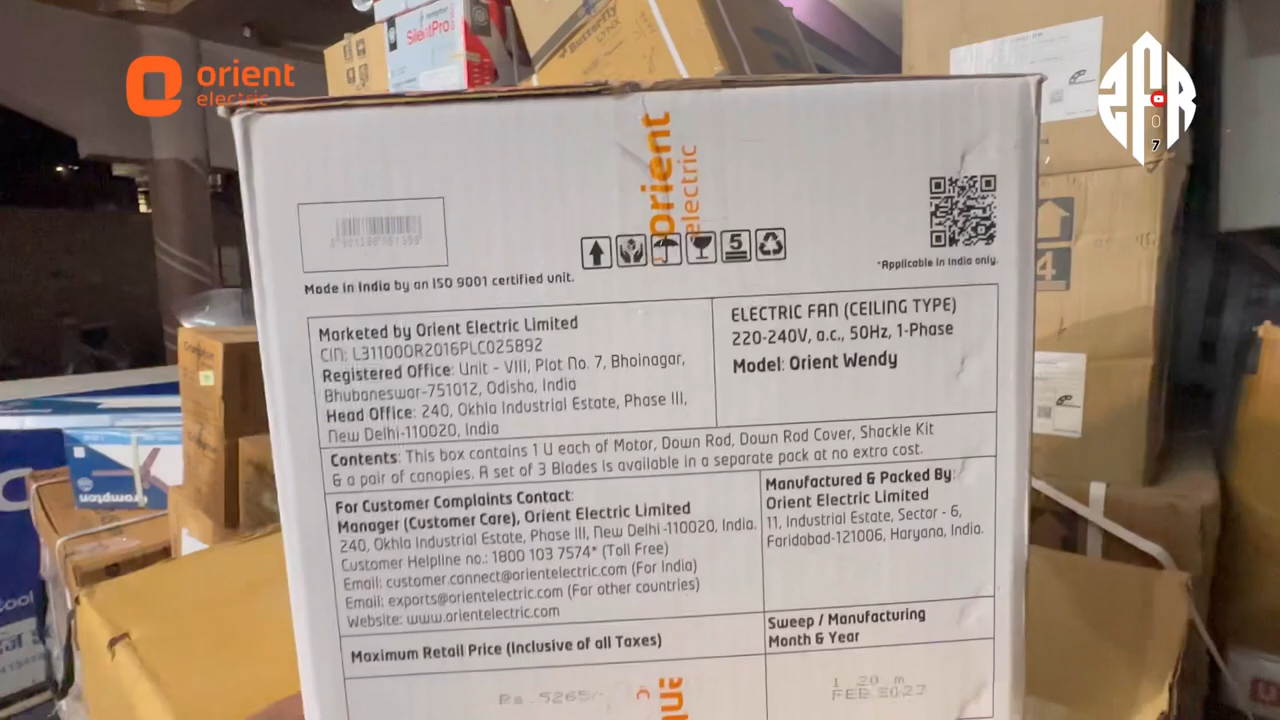 orient
electric
SilentPro
Butterfly
ZFR
07
orient
electric
5
4
*Applicable in India only.
Made in India by an ISO 9001 certified unit.
Marketed by Orient Electric Limited
CIN: L31100OR2016PLC025892
Registered Office: Unit - VIII, Plot No. 7, Bhoinagar,
Bhubaneswar-751012, Odisha, India
Head Office: 240, Okhla Industrial Estate, Phase III,
New Delhi-110020, India
ELECTRIC FAN (CEILING TYPE)
220-240V, a.c., 50Hz, 1-Phase
Model: Orient Wendy
Contents: This box contains 1 U each of Motor, Down Rod, Down Rod Cover, Shackle Kit
& a pair of canopies. A set of 3 Blades is available in a separate pack at no extra cost.
For Customer Complaints Contact:
Manager (Customer Care), Orient Electric Limited
240, Okhla Industrial Estate, Phase III, New Delhi -110020, India.
Customer Helpline no.: 1800 103 7574* (Toll Free)
Email: customer.connect@orientelectric.com (For India)
Email: exports@orientelectric.com (For other countries)
Website: www.orientelectric.com
Manufactured & Packed By:
Orient Electric Limited
11, Industrial Estate, Sector - 6,
Faridabad-121006, Haryana, India.
Maximum Retail Price (Inclusive of all Taxes)
Sweep / Manufacturing
Month & Year
Rs.5265/-
1.20 m
FEB 2023
Crompton
crompton